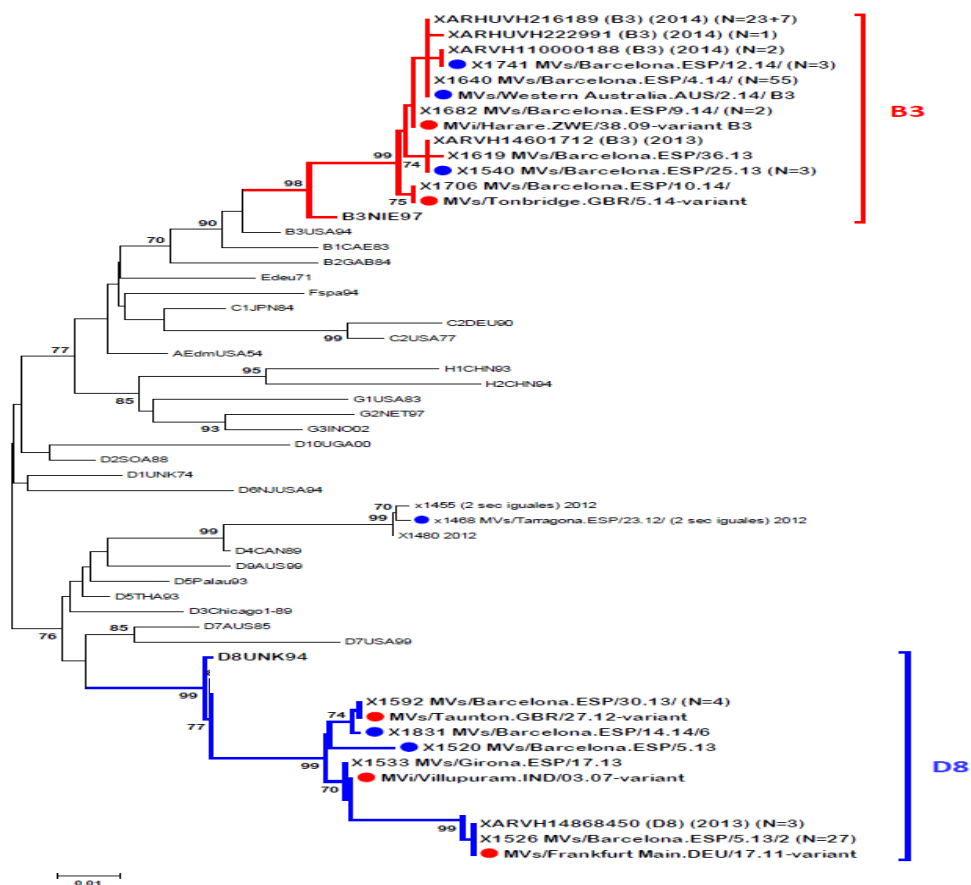 XARHUVH216189 (B3) (2014) (N=23+7)
XARHUVH222991 (B3) (2014) (N=1)
XARVH110000188 (B3) (2014) (N=2)
X1741 MVs/Barcelona.ESP/12.14/ (N=3)
X1640 MVs/Barcelona.ESP/4.14/ (N=55)
MVs/Western Australia.AUS/2.14/ B3
X1682 MVs/Barcelona.ESP/9.14/ (N=2)
B3
MVi/Harare.ZWE/38.09-variant B3
XARVH14601712 (B3) (2013)
99
74
X1619 MVs/Barcelona.ESP/36.13
X1540 MVs/Barcelona.ESP/25.13 (N=3)
98
X1706 MVs/Barcelona.ESP/10.14/
75
MVs/Tonbridge.GBR/5.14-variant
B3NIE97
90
B3USA94
70
B1CAE83
B2GAB84
Edeu71
Fspa94
C1JPN84
C2DEU90
99
C2USA77
77
AEdmUSA54
95
H1CHN93
H2CHN94
85
G1USA83
G2NET97
93
G3INO02
D10UGA00
D2SOA88
D1UNK74
D6NJUSA94
70
x1455 (2 sec iguales) 2012
99
x1468 MVs/Tarragona.ESP/23.12/ (2 sec iguales) 2012
99
X1480 2012
D4CAN89
D9AUS99
D5Palau93
D5THA93
D3Chicago1-89
76
85
D7AUS85
D7USA99
D8UNK94
99
X1592 MVs/Barcelona.ESP/30.13/ (N=4)
74
MVs/Taunton.GBR/27.12-variant
77
X1831 MVs/Barcelona.ESP/14.14/6
X1520 MVs/Barcelona.ESP/5.13
99
X1533 MVs/Girona.ESP/17.13
D8
MVi/Villupuram.IND/03.07-variant
70
XARVH14868450 (D8) (2013) (N=3)
99
X1526 MVs/Barcelona.ESP/5.13/2 (N=27)
MVs/Frankfurt Main.DEU/17.11-variant
0.01